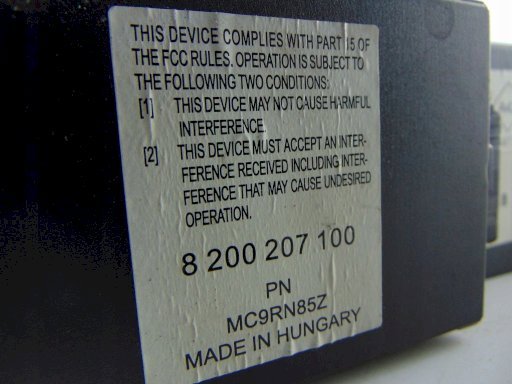 THIS DEVICE COMPLIES WITH PART 15 OF
THE FCC RULES. OPERATION IS SUBJECT TO
THE FOLLOWING TWO CONDITIONS:
[1] THIS DEVICE MAY NOT CAUSE HARMFUL
INTERFERENCE.
[2] THIS DEVICE MUST ACCEPT AN INTER-
FERENCE RECEIVED INCLUDING INTER-
FERENCE THAT MAY CAUSE UNDESIRED
OPERATION.
8 200 207 100
PN
MC9RN85Z
MADE IN HUNGARY